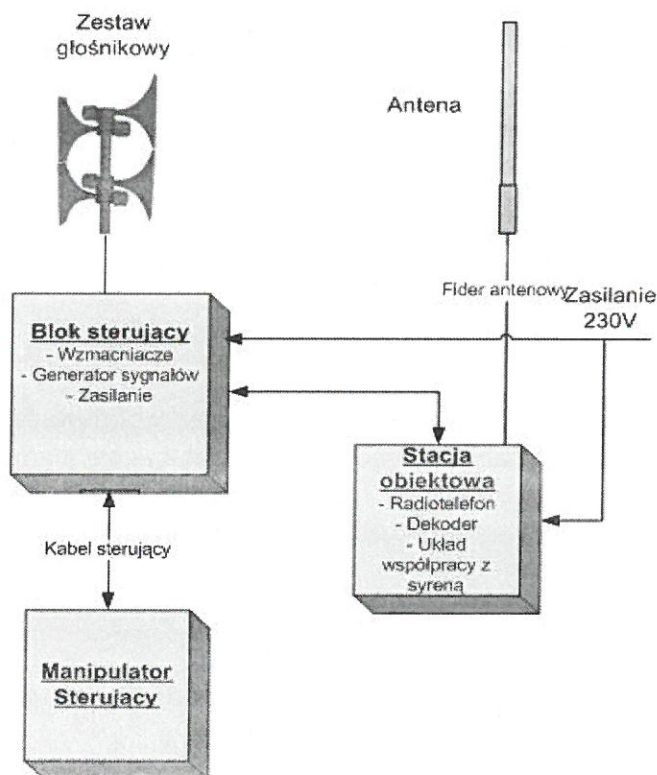 Zestaw
głośnikowy
Antena
Fider antenowy
Zasilanie
230V
Blok sterujący
- Wzmacniacze
- Generator sygnałów
- Zasilanie
Stacja
obiektowa
- Radiotelefon
- Dekoder
- Układ
współpracy z
syreną
Kabel sterujący
Manipulator
Sterujący